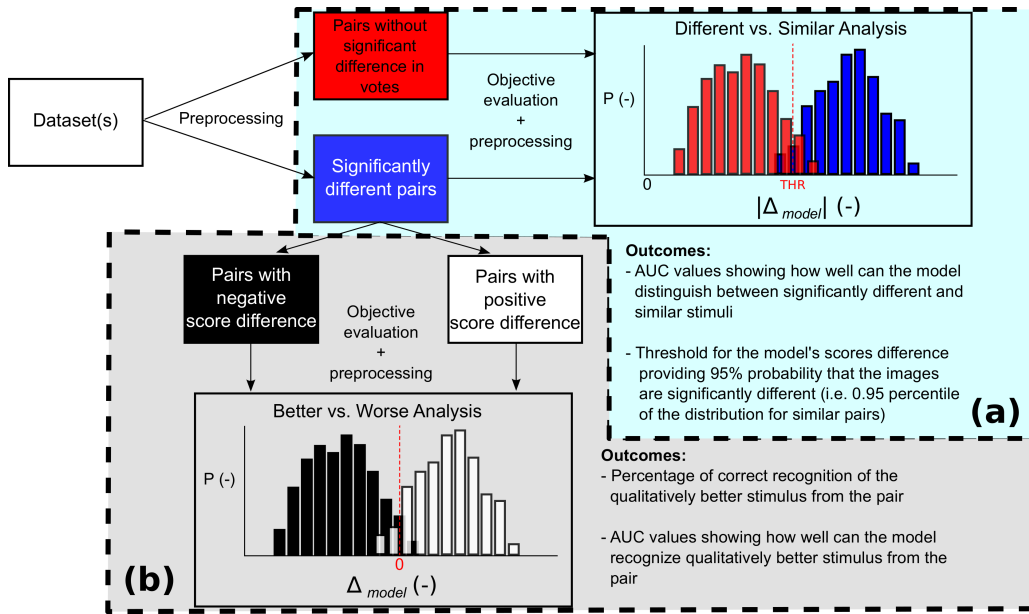 Dataset(s)
Preprocessing
Pairs without
significant
difference in
votes
Significantly
different pairs
Objective
evaluation
+
preprocessing
Different vs. Similar Analysis
P (-)
0
THR
|Δ model| (-)
Outcomes:
- AUC values showing how well can the model
distinguish between significantly different and
similar stimuli
- Threshold for the model's scores difference
providing 95% probability that the images
are significantly different (i.e. 0.95 percentile
of the distribution for similar pairs)
(a)
Pairs with
negative
score difference
Objective
evaluation
+
preprocessing
Pairs with
positive
score difference
Better vs. Worse Analysis
P (-)
0
Δ model (-)
(b)
Outcomes:
- Percentage of correct recognition of the
qualitatively better stimulus from the pair
- AUC values showing how well can the model
recognize qualitatively better stimulus from the
pair